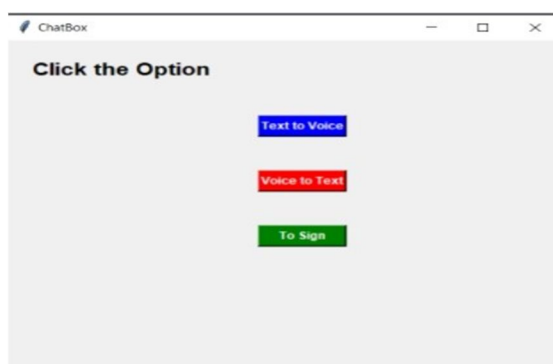 ChatBox
Click the Option
Text to Voice
Voice to Text
To Sign